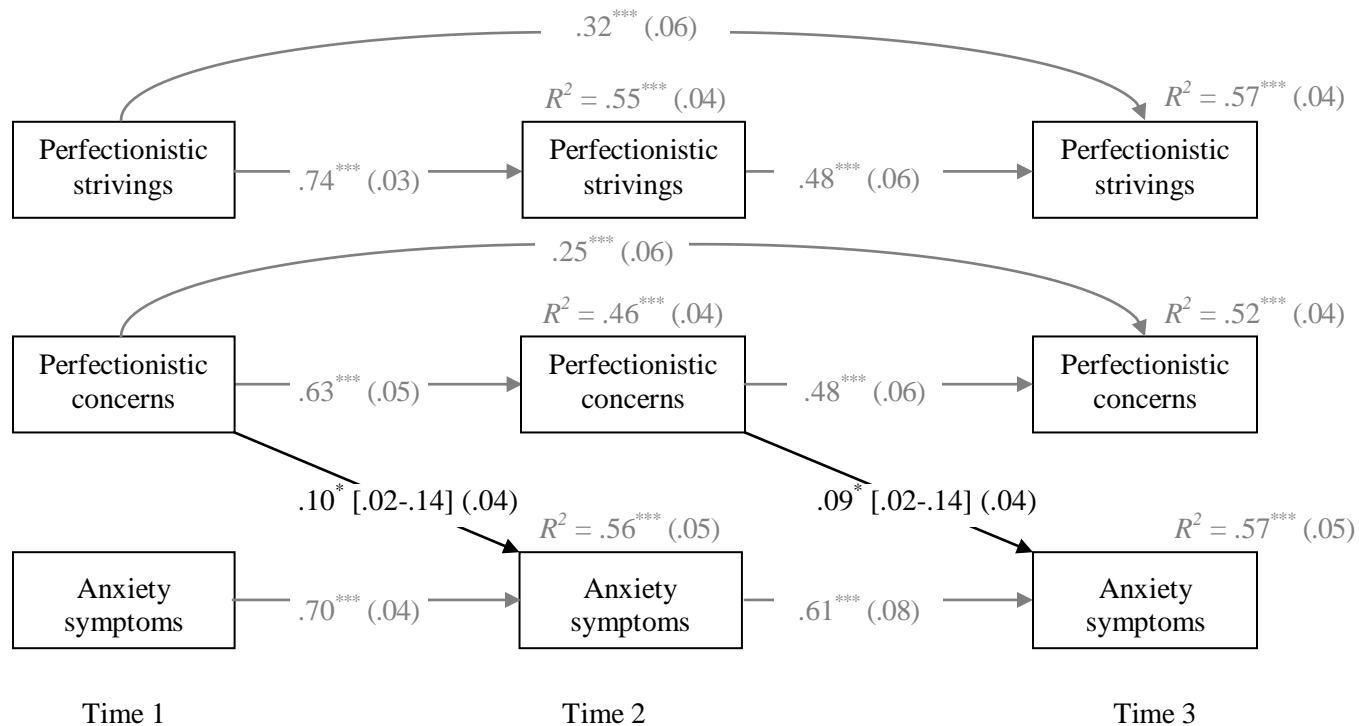 .32*** (.06)
R² = .55*** (.04)
R² = .57*** (.04)
Perfectionistic
strivings
.74*** (.03)
Perfectionistic
strivings
.48*** (.06)
Perfectionistic
strivings
.25*** (.06)
R² = .46*** (.04)
R² = .52*** (.04)
Perfectionistic
concerns
.63*** (.05)
Perfectionistic
concerns
.48*** (.06)
Perfectionistic
concerns
.10* [.02-.14] (.04)
.09* [.02-.14] (.04)
R² = .56*** (.05)
R² = .57*** (.05)
Anxiety
symptoms
.70*** (.04)
Anxiety
symptoms
.61*** (.08)
Anxiety
symptoms
Time 1
Time 2
Time 3